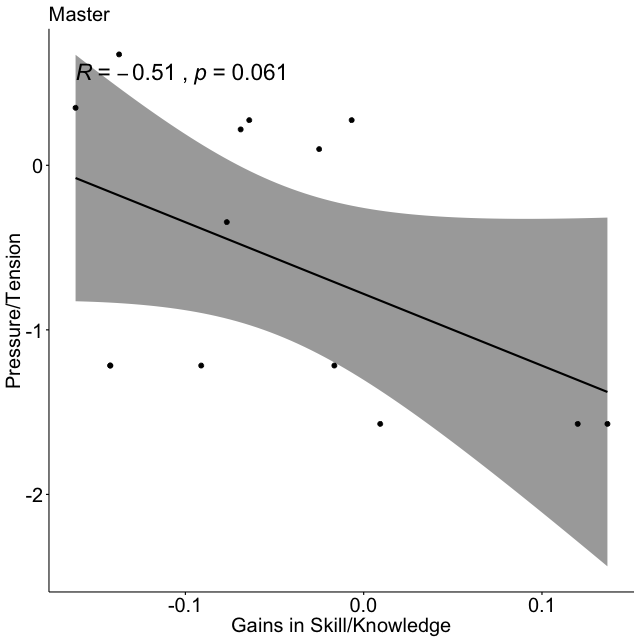 Master
R = −0.51 , p = 0.061
0
-1
-2
Pressure/Tension
-0.1 0.0 0.1
Gains in Skill/Knowledge